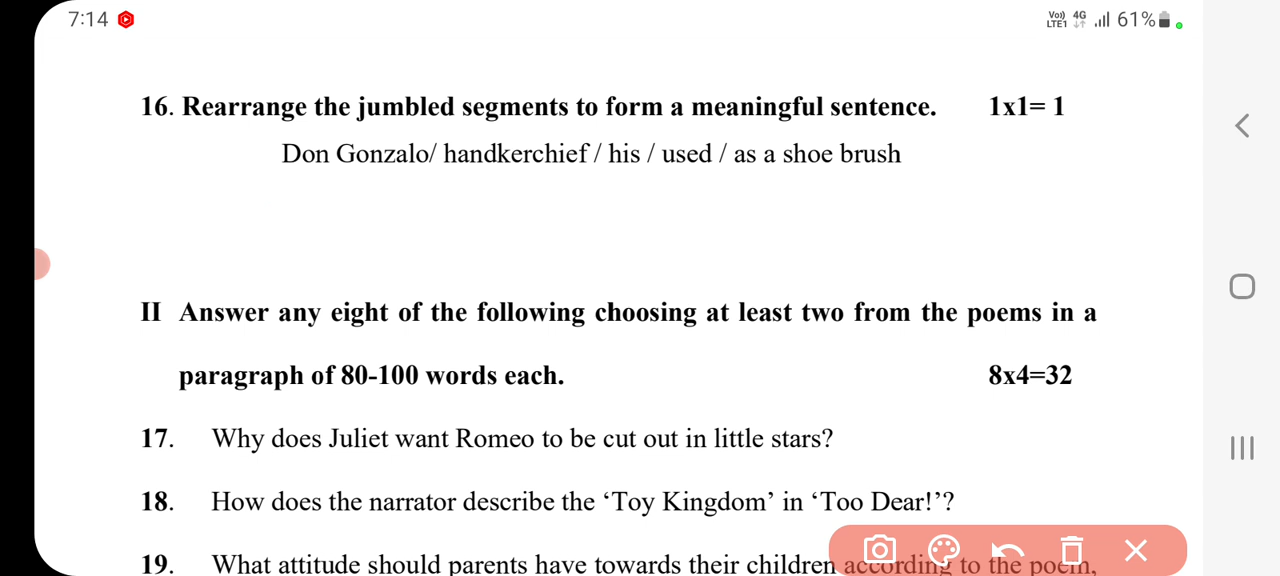 7:14 Vo)) 4G 61%
LTE1
16. Rearrange the jumbled segments to form a meaningful sentence. 1x1= 1
Don Gonzalo/ handkerchief / his / used / as a shoe brush
II Answer any eight of the following choosing at least two from the poems in a
paragraph of 80-100 words each. 8x4=32
17. Why does Juliet want Romeo to be cut out in little stars?
18. How does the narrator describe the ‘Toy Kingdom’ in ‘Too Dear!’?
19. What attitude should parents have towards their children according to the poem,